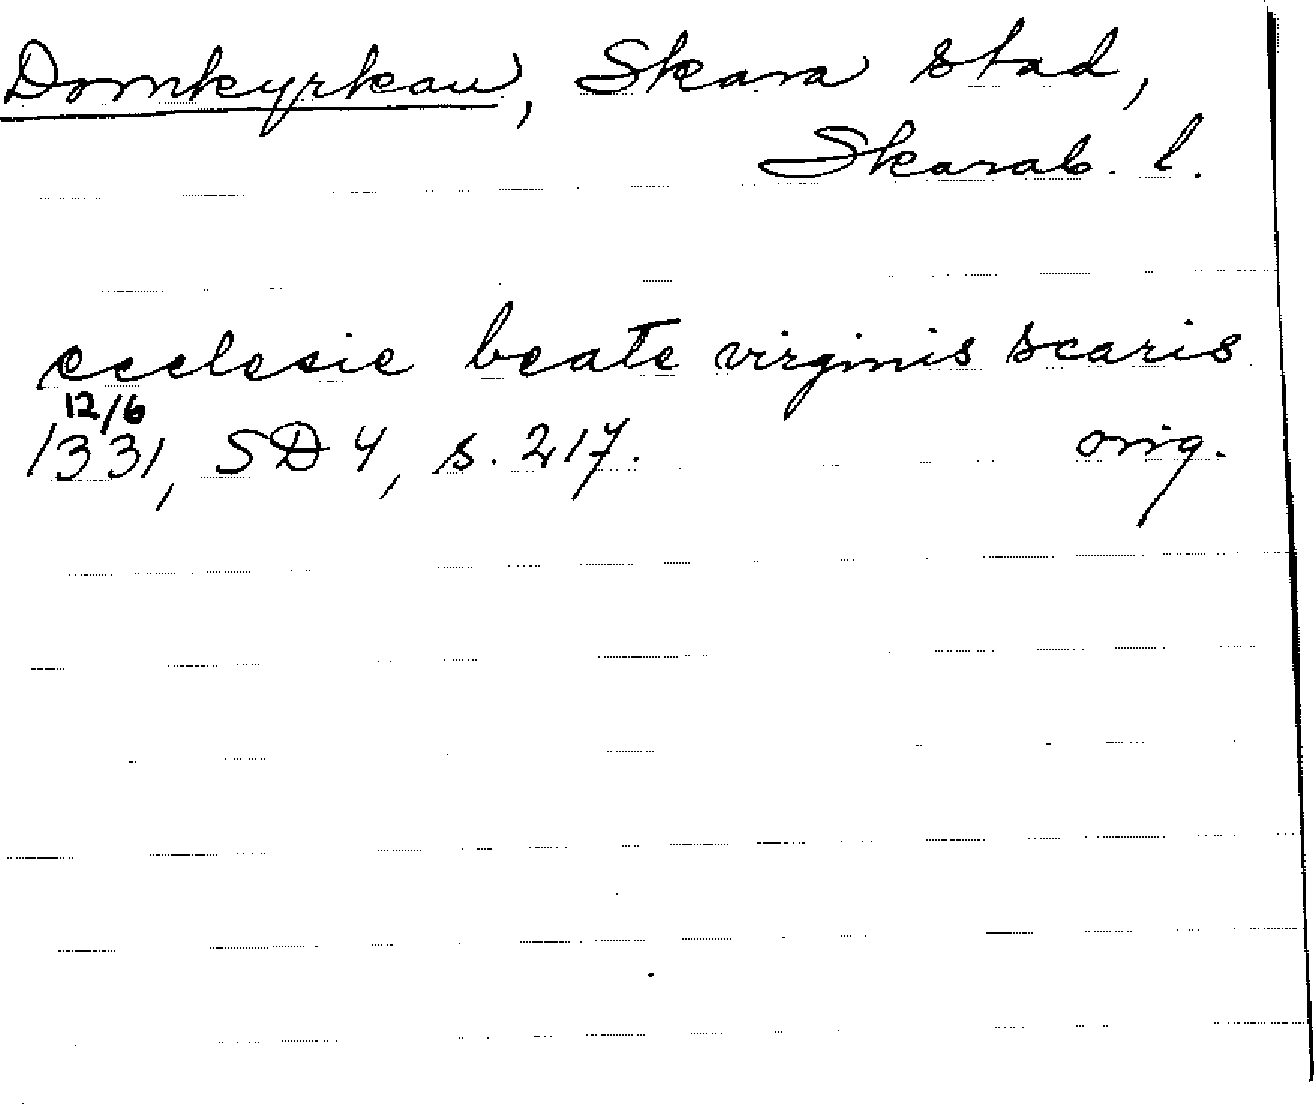 Domkyrkan, Skara stad,
Skarab. l.
ecclesie beate virginis scaris
12/6
1331, SD 4, s. 217. orig.